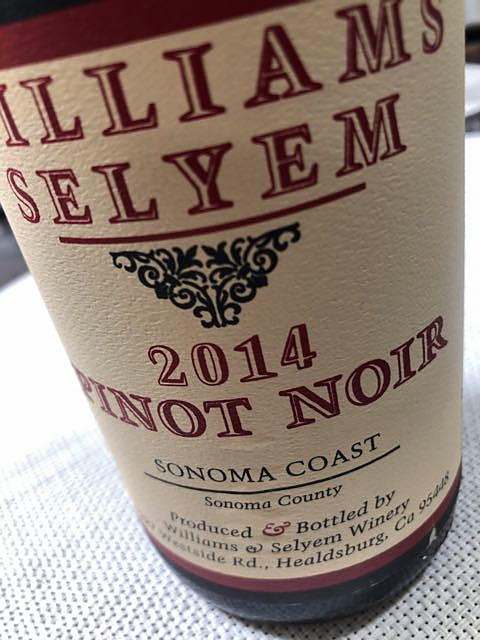 ILLIAMS
SELYEM
2014
PINOT NOIR
SONOMA COAST
Sonoma County
Produced & Bottled by
Williams & Selyem Winery
Westside Rd., Healdsburg, Ca 95448